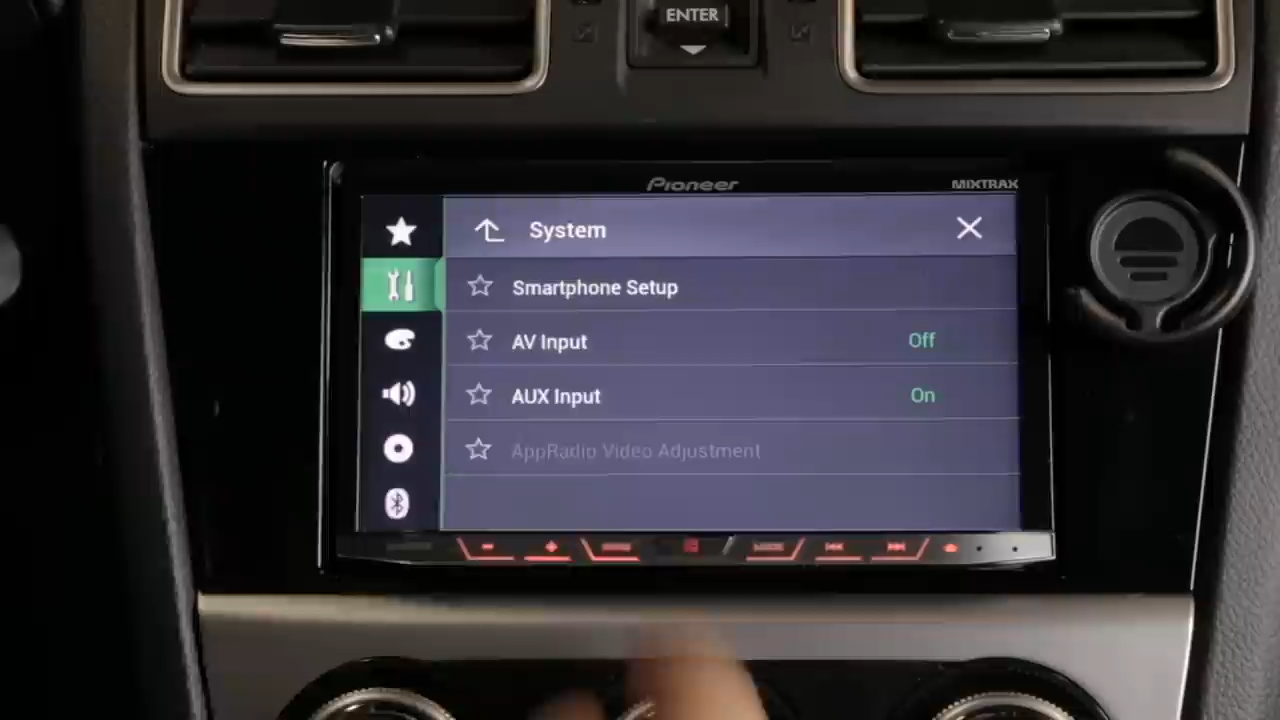 ENTER
Pioneer
MIXTRAX
System
Smartphone Setup
AV Input Off
AUX Input On
AppRadio Video Adjustment